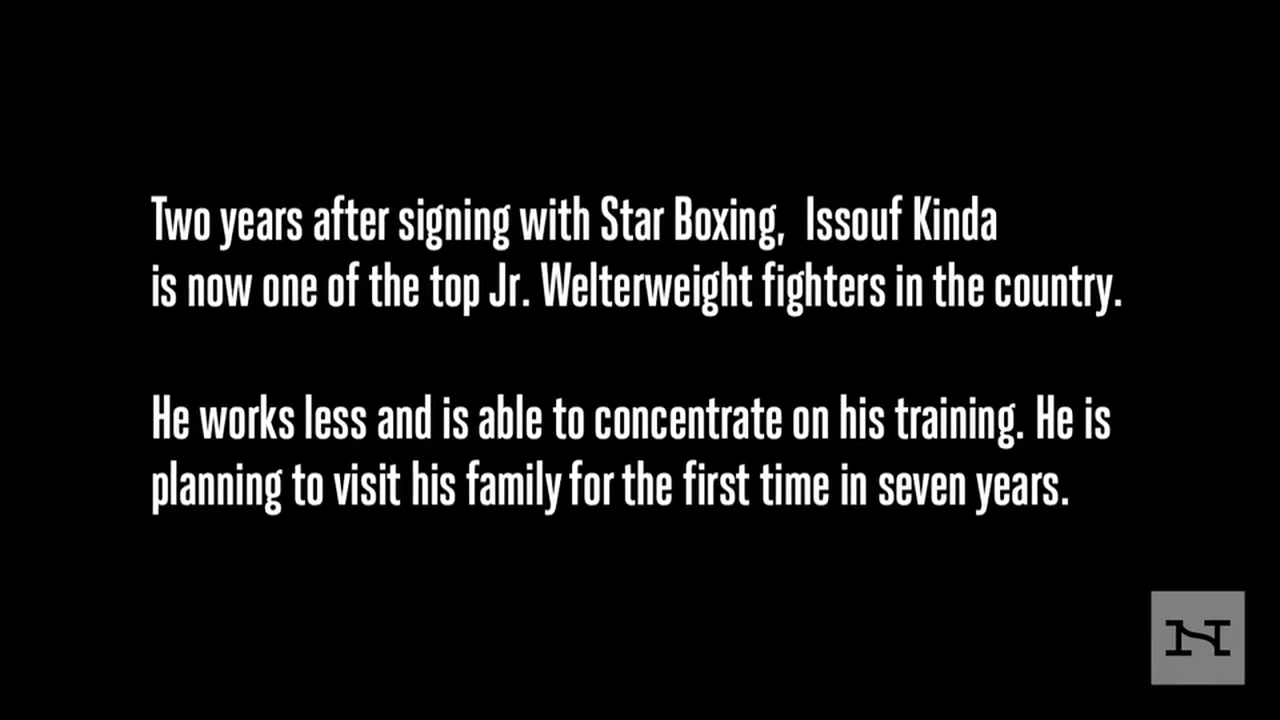 Two years after signing with Star Boxing,  Issouf Kinda
is now one of the top Jr. Welterweight fighters in the country.
He works less and is able to concentrate on his training. He is
planning to visit his family for the first time in seven years.
N